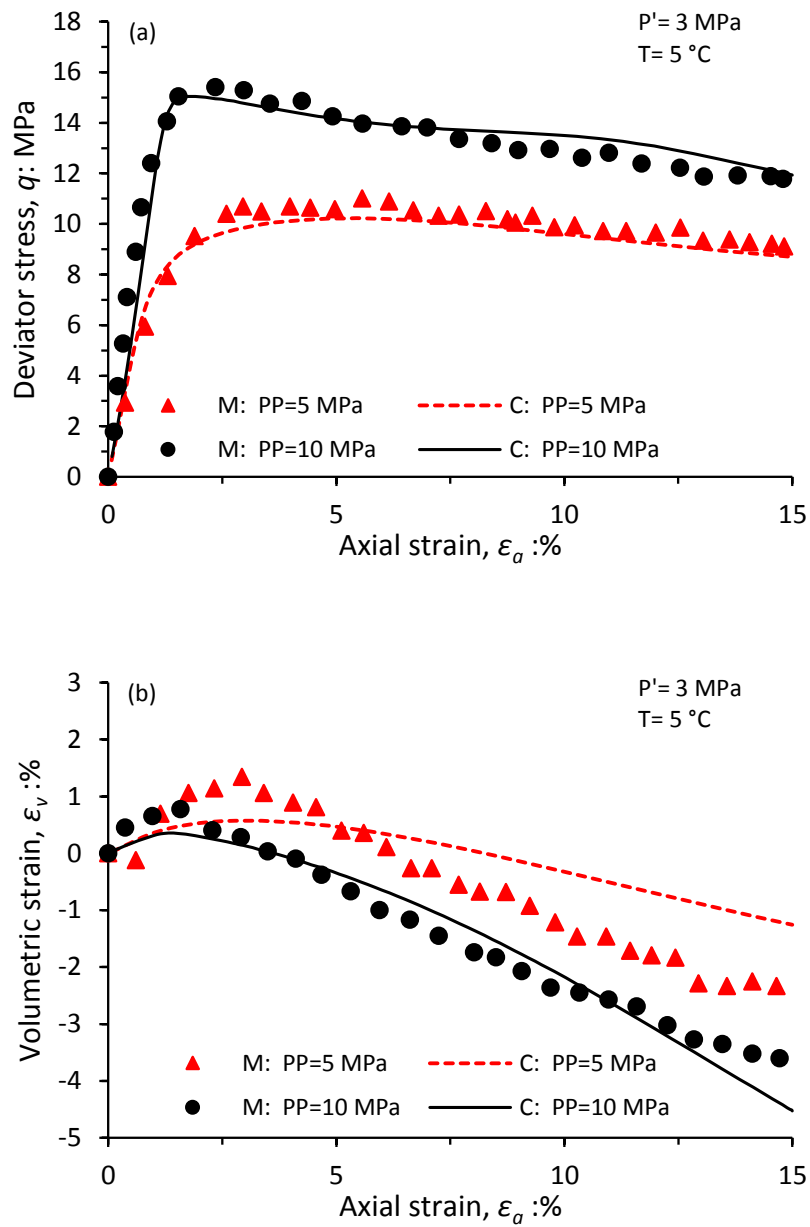 (a)
P'= 3 MPa
T= 5 °C
18
16
14
12
10
8
6
4
2
0
Deviator stress, q: MPa
M: PP=5 MPa
C: PP=5 MPa
M: PP=10 MPa
C: PP=10 MPa
0
5
10
15
Axial strain, εa :%
(b)
P'= 3 MPa
T= 5 °C
3
2
1
0
-1
-2
-3
-4
-5
Volumetric strain, εv :%
M: PP=5 MPa
C: PP=5 MPa
M: PP=10 MPa
C: PP=10 MPa
0
5
10
15
Axial strain, εa :%